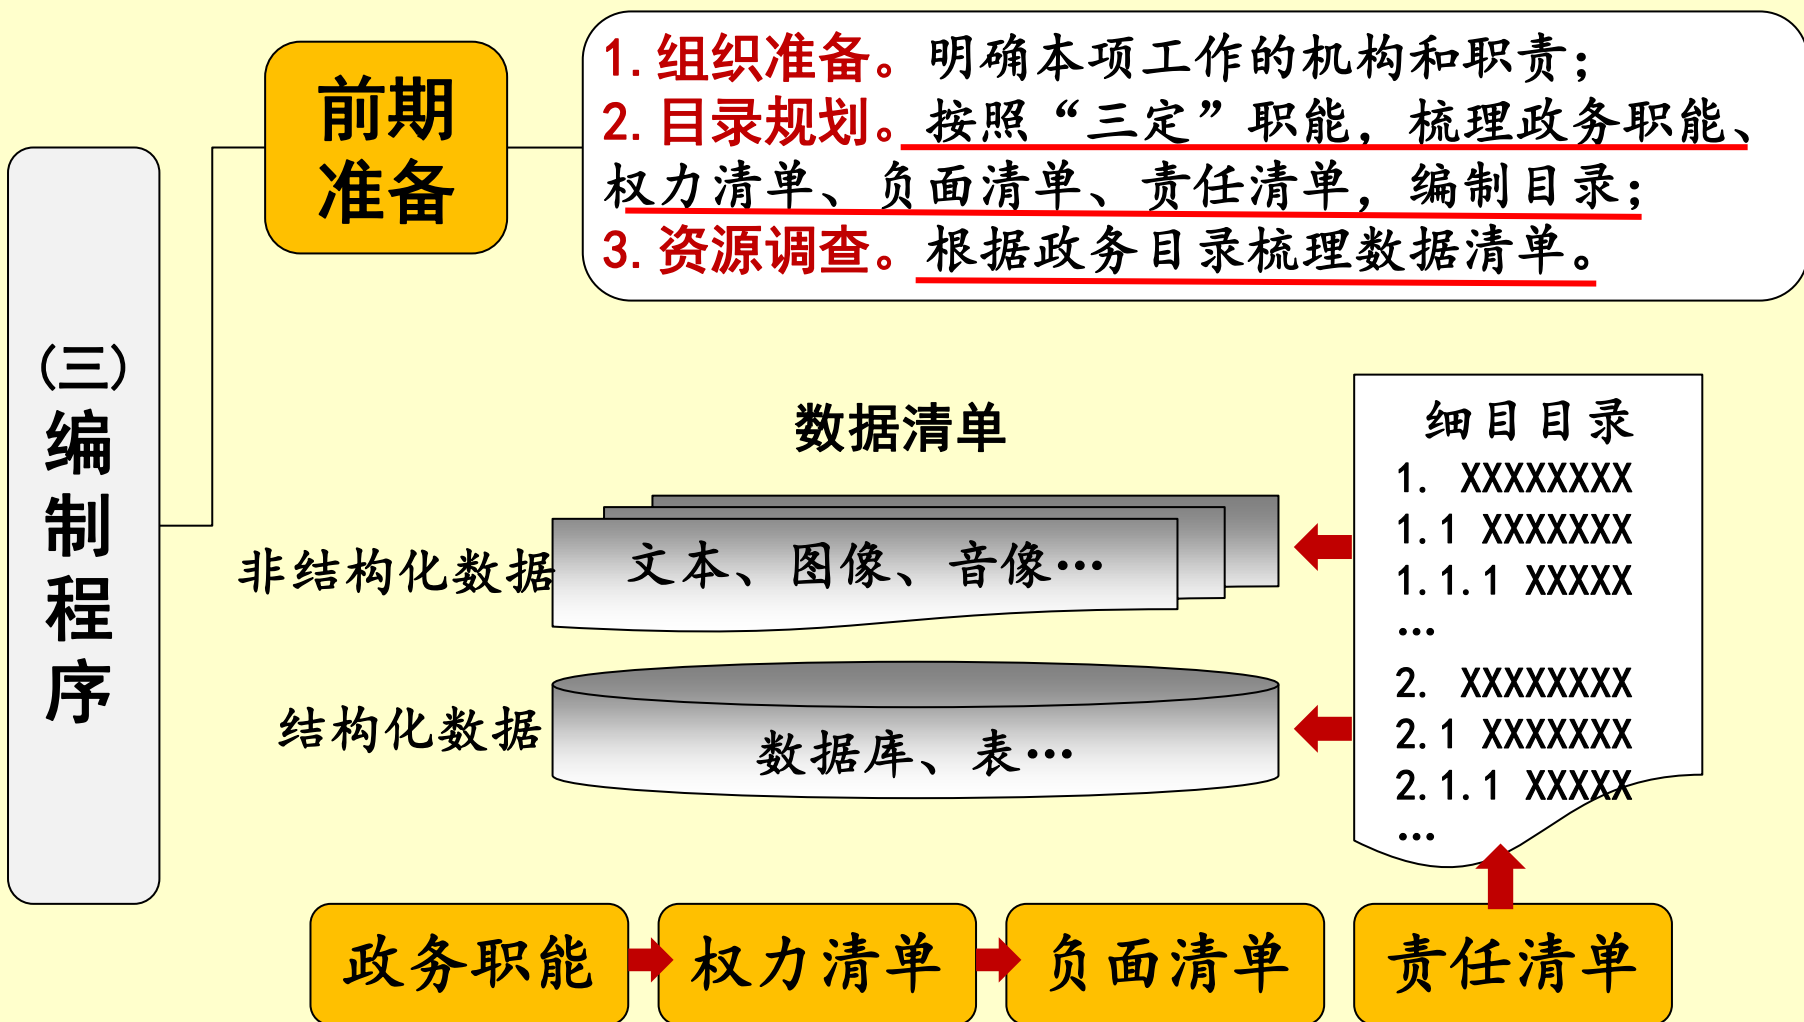 (三)
编
制
程
序
前期
准备
1.组织准备。明确本项工作的机构和职责；
2.目录规划。按照“三定”职能，梳理政务职能、
权力清单、负面清单、责任清单，编制目录；
3.资源调查。根据政务目录梳理数据清单。
数据清单
非结构化数据
文本、图像、音像…
结构化数据
数据库、表…
细目目录
1. XXXXXXXX
1.1 XXXXXXX
1.1.1 XXXXX
…
2. XXXXXXXX
2.1 XXXXXXX
2.1.1 XXXXX
…
政务职能
权力清单
负面清单
责任清单